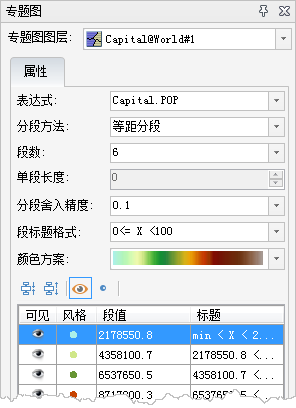 专题图
专题图图层: Capital@World#1
属性
表达式: Capital.POP
分段方法: 等距分段
段数: 6
单段长度: 0
分段舍入精度: 0.1
段标题格式: 0<= X <100
颜色方案:
可见 风格 段值 标题
2178550.8 min < X < 2...
4358100.7 2178550.8 <...
6537650.5 4358100.7 <...
8717200.3 6537650.5 <...